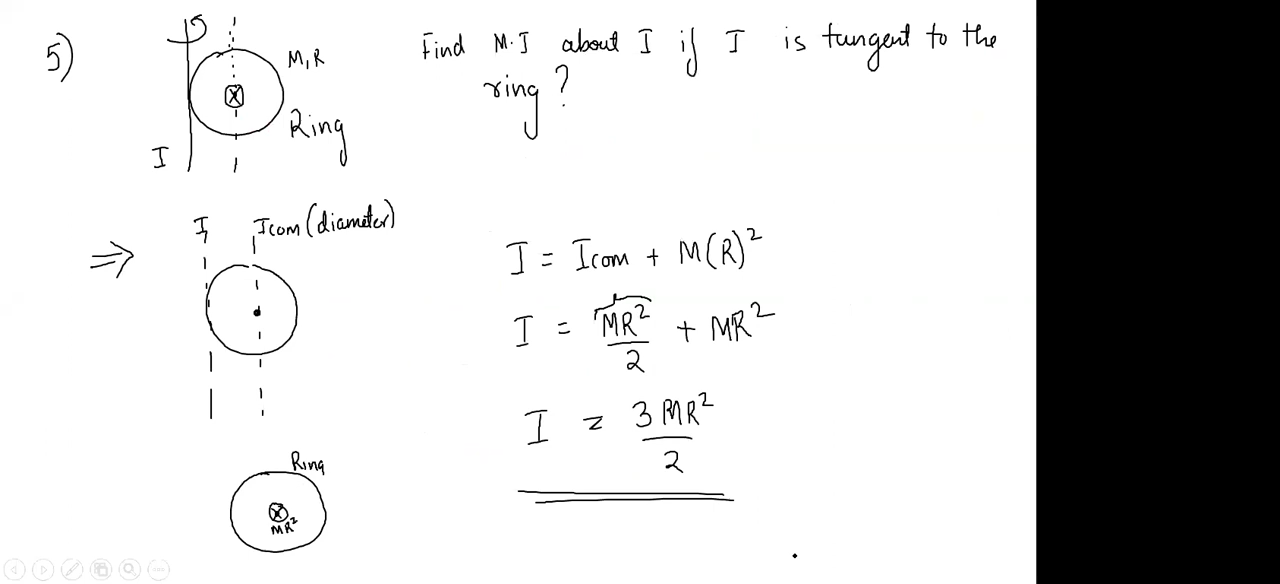 5)
M,R
Ring
I
Find M.I about I if I is tangent to the
ring?
⇒
I
Icom (diameter)
I = Icom + M(R)²
I = MR²/2 + MR²
I = 3MR²/2
Ring
MR²